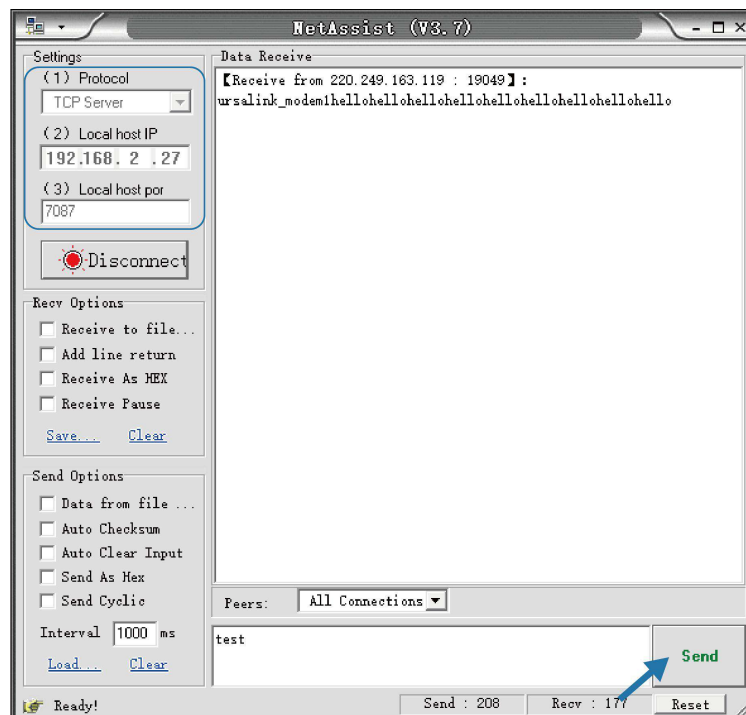 NetAssist (V3.7)
Settings
(1) Protocol
TCP Server
(2) Local host IP
192.168. 2 .27
(3) Local host por
7087
Disconnect
Recv Options
Receive to file...
Add line return
Receive As HEX
Receive Pause
Save... Clear
Send Options
Data from file ...
Auto Checksum
Auto Clear Input
Send As Hex
Send Cyclic
Interval 1000 ms
Load... Clear
Data Receive
【Receive from 220.249.163.119 : 19049】:
ursalink_modem1hellohellohellohellohellohellohellohellohello
Peers: All Connections
test
Send
Ready!
Send : 208
Recv : 177
Reset